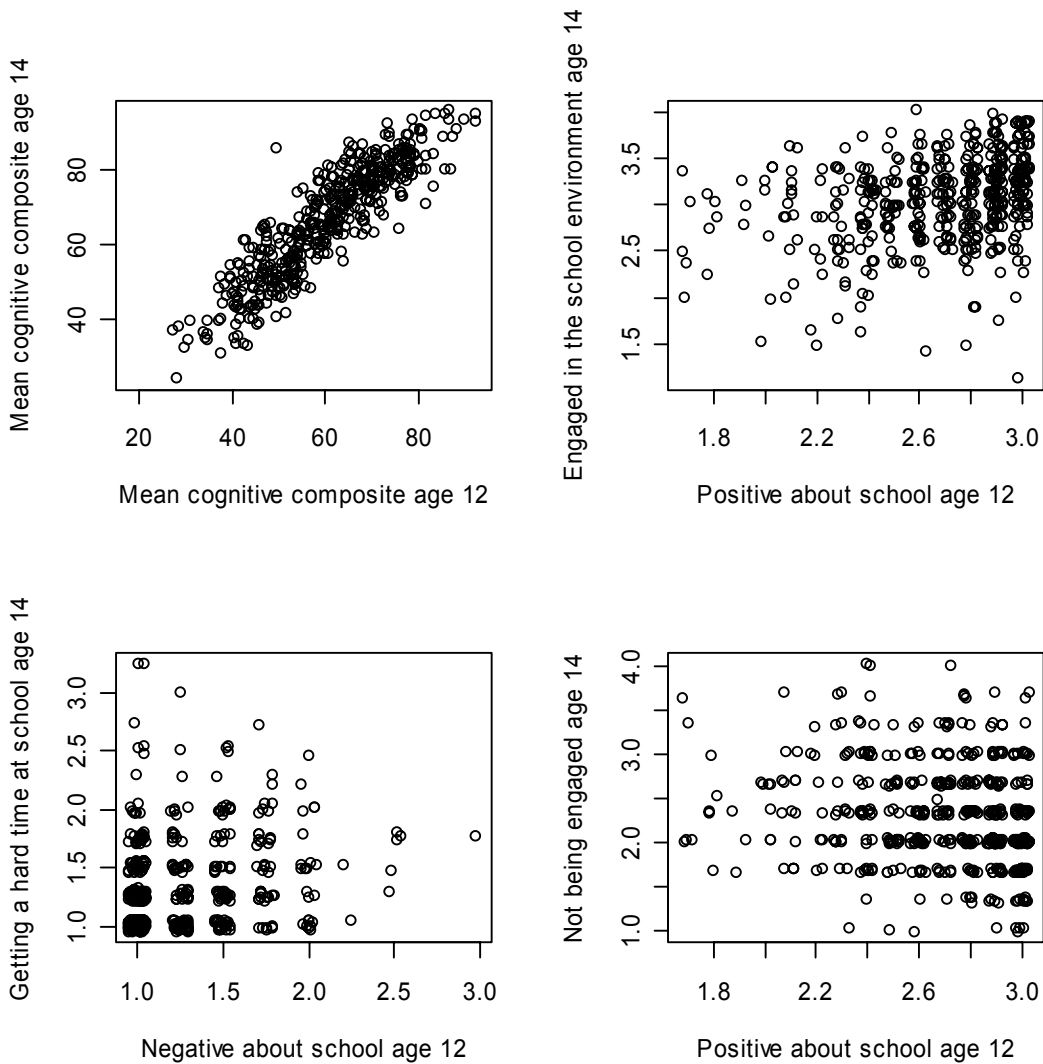 Mean cognitive composite age 14
40 60 80
20 40 60 80
Mean cognitive composite age 12
Engaged in the school environment age 14
1.5 2.5 3.5
1.8 2.2 2.6 3.0
Positive about school age 12
Getting a hard time at school age 14
1.0 1.5 2.0 2.5 3.0
1.0 1.5 2.0 2.5 3.0
Negative about school age 12
Not being engaged age 14
1.0 2.0 3.0 4.0
1.8 2.2 2.6 3.0
Positive about school age 12